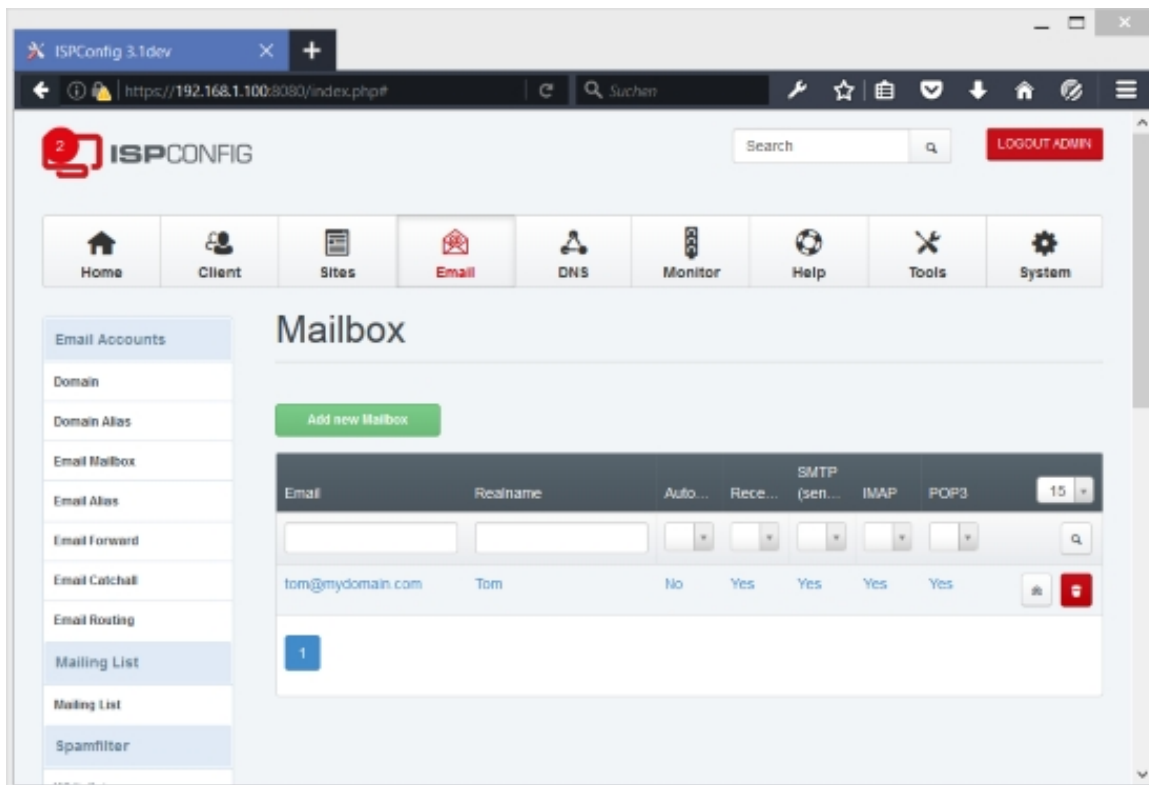 ISPConfig 3.1dev
https://192.168.1.100:8080/index.php#
Suchen
2
ISPCONFIG
Search
LOGOUT ADMIN
Home Client Sites Email DNS Monitor Help Tools System
Email Accounts
Domain
Domain Alias
Email Mailbox
Email Alias
Email Forward
Email Catchall
Email Routing
Mailing List
Mailing List
Spamfilter
Mailbox
Add new Mailbox
Email Realname Auto... Rece... SMTP (sen... IMAP POP3 15
tom@mydomain.com Tom No Yes Yes Yes Yes
1